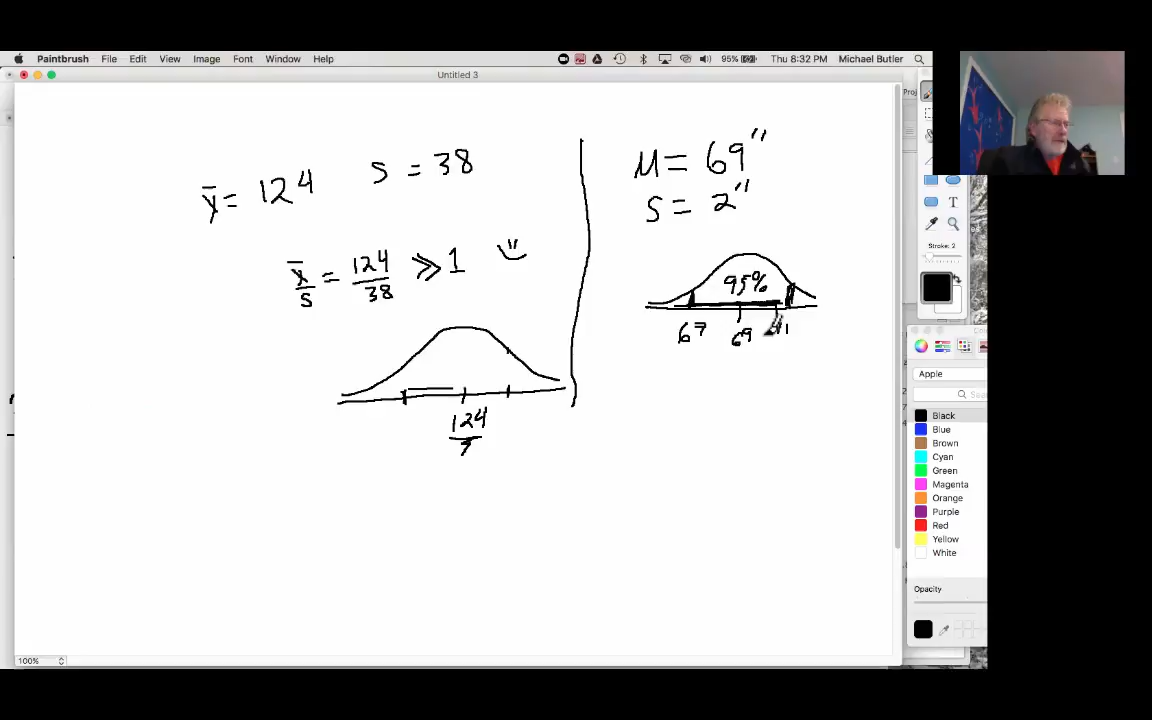 Paintbrush File Edit View Image Font Window Help
95% Thu 8:32 PM Michael Butler
Untitled 3
Proj
x̄ = 124 s = 38
x̄/s = 124/38 ≫ 1
124
M = 69"
s = 2"
95%
67 69
T
Stroke: 2
Apple
Black
Blue
Brown
Cyan
Green
Magenta
Orange
Purple
Red
Yellow
White
Opacity
100%